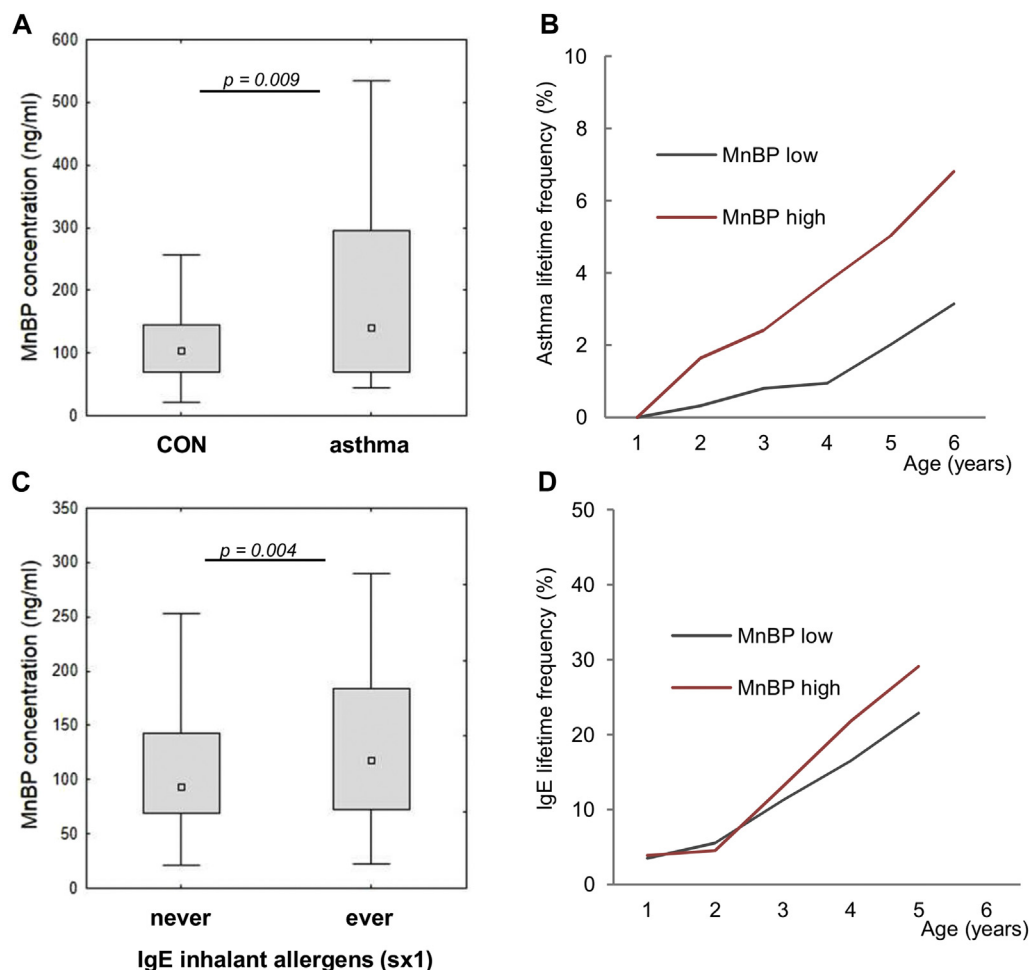 A
MnBP concentration (ng/ml)
600
500
400
300
200
100
0
p = 0.009
CON
asthma
B
Asthma lifetime frequency (%)
10
8
6
4
2
0
MnBP low
MnBP high
1 2 3 4 5 6
Age (years)
C
MnBP concentration (ng/ml)
350
300
250
200
150
100
50
0
p = 0.004
never
ever
IgE inhalant allergens (sx1)
D
IgE lifetime frequency (%)
50
40
30
20
10
0
MnBP low
MnBP high
1 2 3 4 5 6
Age (years)